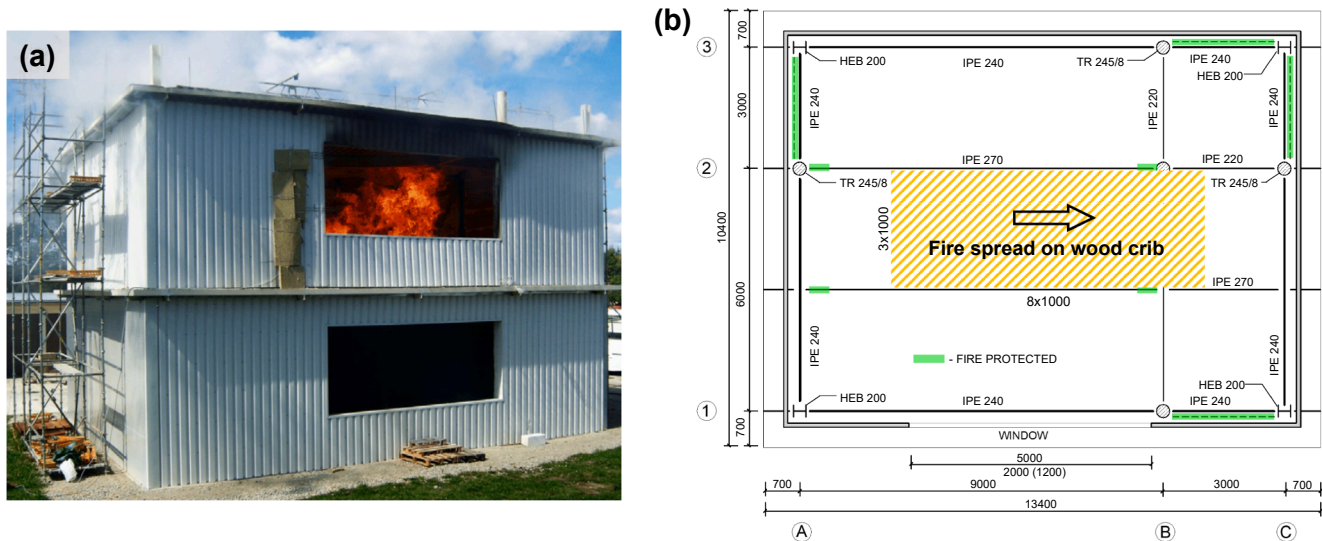 (a)
(b)
700
3
HEB 200
IPE 240
TR 245/8
IPE 240
HEB 200
3000
IPE 240
IPE 220
IPE 240
2
IPE 270
IPE 220
TR 245/8
TR 245/8
10400
3x1000
Fire spread on wood crib
6000
8x1000
IPE 270
IPE 240
- FIRE PROTECTED
IPE 240
HEB 200
HEB 200
1
IPE 240
IPE 240
700
WINDOW
5000
2000 (1200)
700
9000
3000
700
13400
A
B
C